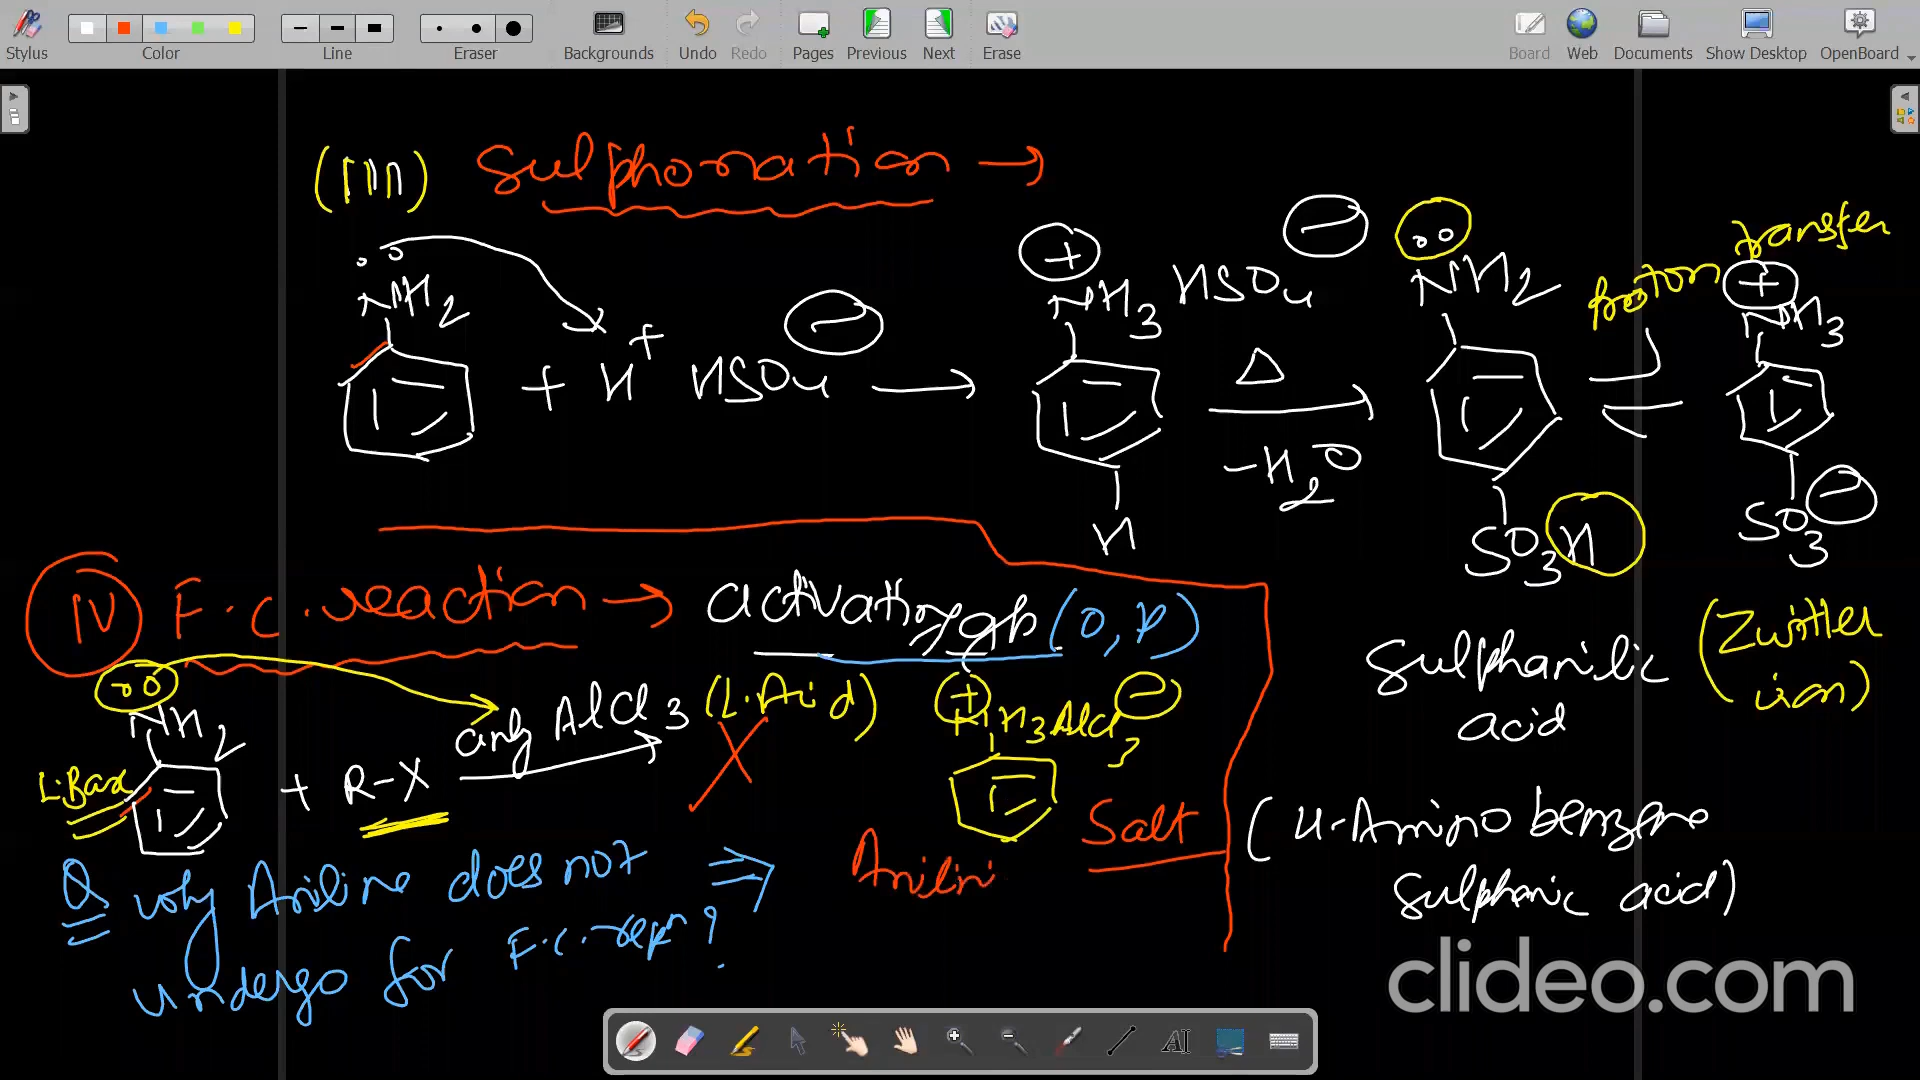 Stylus
Color
Line
Eraser
Backgrounds
Undo
Redo
Pages
Previous
Next
Erase
Board
Web
Documents
Show Desktop
OpenBoard
(III) Sulphonation →
NH2 + H+ HSO4 − → + NH3 HSO4 −
H
Δ
−H2O
NH2
SO3H
Proton transfer
+ NH3
SO3 −
Sulphanilic acid
(Zwitter ion)
(4-Amino benzene
sulphonic acid)
IV F.C. reaction → activating gp (O,P)
NH2
L.Base
+ R-X
anhy AlCl3 (L.Acid)
X
+ NH3AlCl3 −
Salt
Anilini
Q why Aniline does not
undergo for F.C. rexn ?
⇒
clideo.com
AI